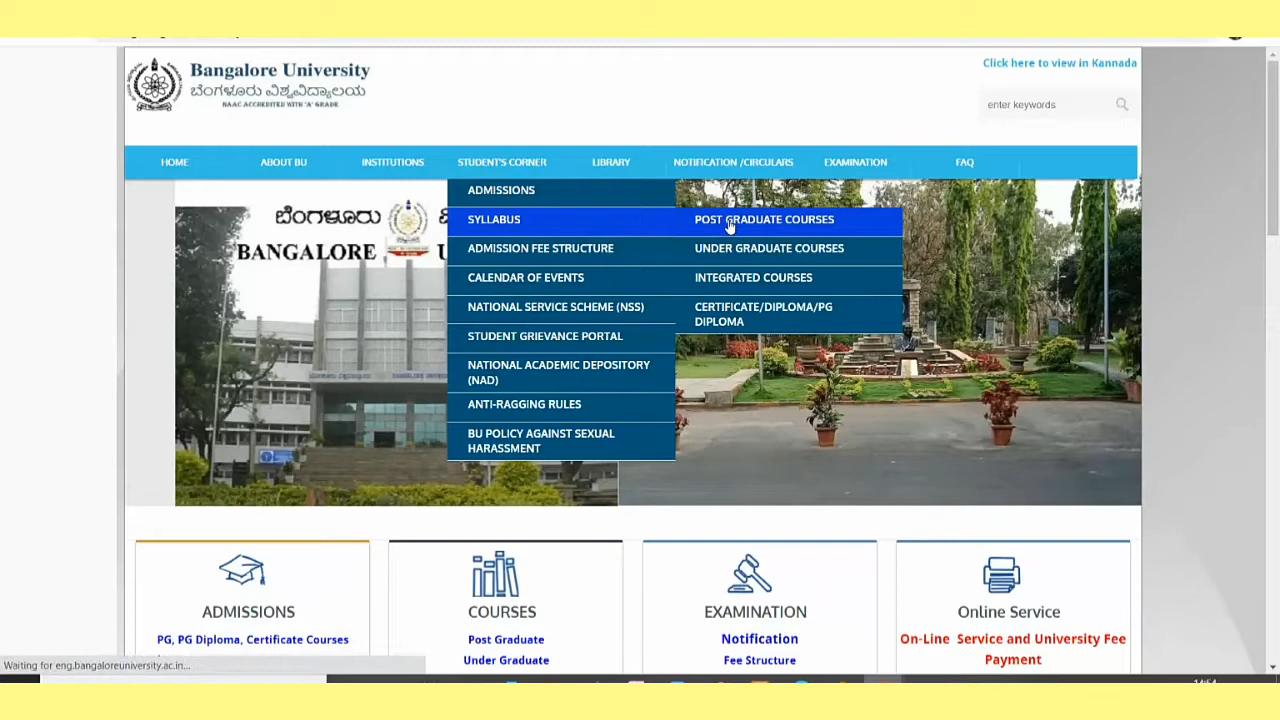 Bangalore University
ಬೆಂಗಳೂರು ವಿಶ್ವವಿದ್ಯಾಲಯ
NAAC ACCREDITED WITH 'A' GRADE
Click here to view in Kannada
enter keywords
HOME
ABOUT BU
INSTITUTIONS
STUDENT'S CORNER
LIBRARY
NOTIFICATION /CIRCULARS
EXAMINATION
FAQ
ADMISSIONS
SYLLABUS
POST GRADUATE COURSES
ADMISSION FEE STRUCTURE
UNDER GRADUATE COURSES
CALENDAR OF EVENTS
INTEGRATED COURSES
NATIONAL SERVICE SCHEME (NSS)
CERTIFICATE/DIPLOMA/PG
DIPLOMA
STUDENT GRIEVANCE PORTAL
NATIONAL ACADEMIC DEPOSITORY
(NAD)
ANTI-RAGGING RULES
BU POLICY AGAINST SEXUAL
HARASSMENT
ಬೆಂಗಳೂರು
BANGALORE
ADMISSIONS
PG, PG Diploma, Certificate Courses
COURSES
Post Graduate
Under Graduate
EXAMINATION
Notification
Fee Structure
Online Service
On-Line Service and University Fee
Payment
Waiting for eng.bangaloreuniversity.ac.in...